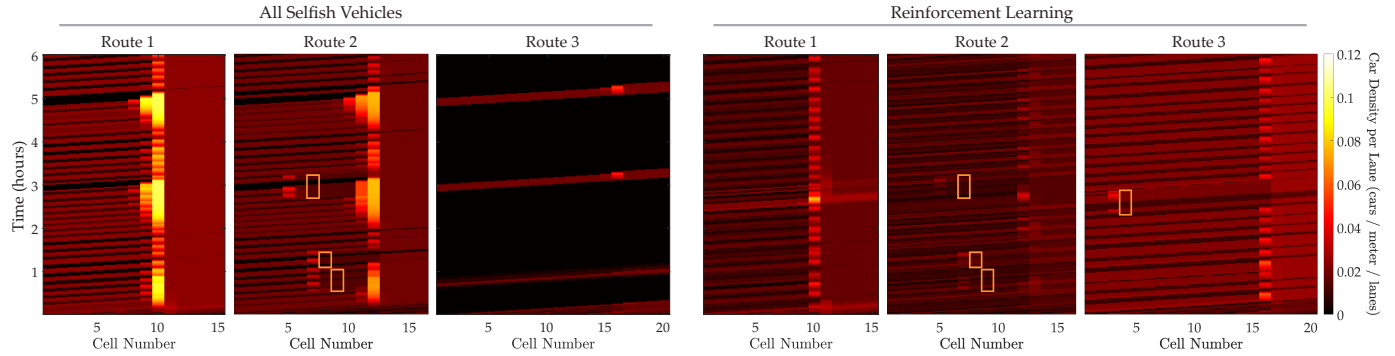 All Selfish Vehicles
Reinforcement Learning
Route 1
Route 2
Route 3
Route 1
Route 2
Route 3
Time (hours)
6
5
4
3
2
1
5 10 15
5 10 15
5 10 15 20
5 10 15
5 10 15
5 10 15 20
Cell Number
Cell Number
Cell Number
Cell Number
Cell Number
Cell Number
0.12
0.10
0.08
0.06
0.04
0.02
0
Car Density per Lane (cars / meter / lanes)